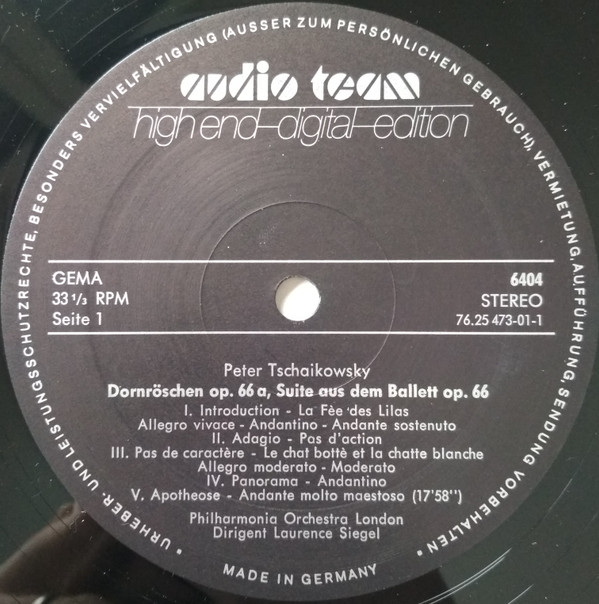 URHEBER- UND LEISTUNGSSCHUTZRECHTE, BESONDERS VERVIELFÄLTIGUNG (AUSSER ZUM PERSÖNLICHEN GEBRAUCH), VERMIETUNG, AUFFÜHRUNG, SENDUNG VORBEHALTEN
audio team
high end-digital-edition
GEMA
33 1/3 RPM
Seite 1
6404
STEREO
76.25 473-01-1
Peter Tschaikowsky
Dornröschen op. 66 a, Suite aus dem Ballett op. 66
I. Introduction - La Fèe des Lilas
Allegro vivace - Andantino - Andante sostenuto
II. Adagio - Pas d'action
III. Pas de caractère - Le chat bottè et la chatte blanche
Allegro moderato - Moderato
IV. Panorama - Andantino
V. Apotheose - Andante molto maestoso (17'58'')
Philharmonia Orchestra London
Dirigent Laurence Siegel
MADE IN GERMANY